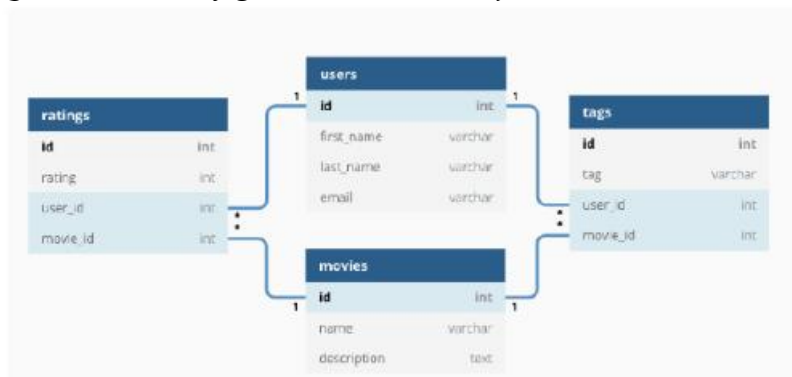 ratings
id int
rating int
user_id int
movie_id int
*
*
1
users
1
id int
first_name varchar
last_name varchar
email varchar
movies
id int
1
1
name varchar
description text
tags
id int
tag varchar
user_id int
movie_id int
*
*